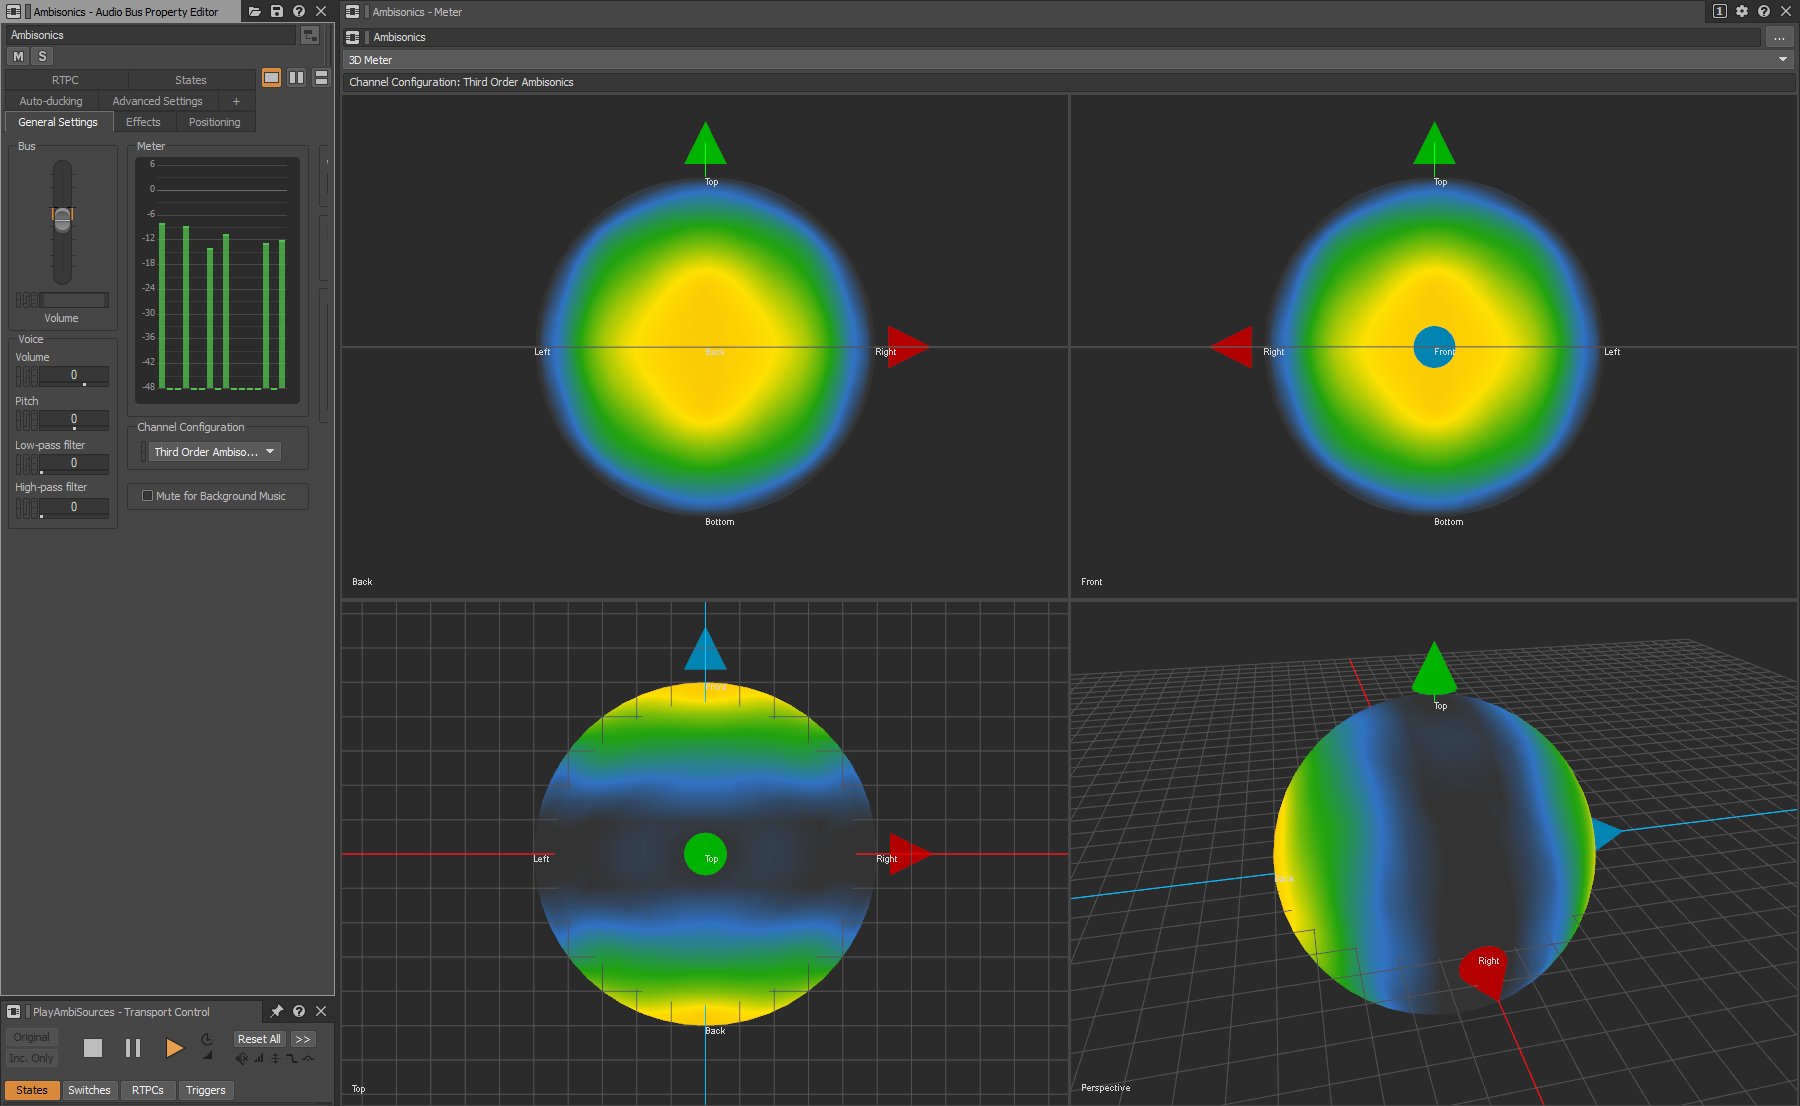 Ambisonics - Audio Bus Property Editor
Ambisonics
M S
RTPC States
Auto-ducking Advanced Settings +
General Settings Effects Positioning
Bus
Volume
Voice
Volume
0
Pitch
0
Low-pass filter
0
High-pass filter
0
Meter
6
0
-6
-12
-18
-24
-30
-36
-42
-48
Channel Configuration
Third Order Ambiso...
Mute for Background Music
PlayAmbiSources - Transport Control
Original
Inc. Only
Reset All >>
States Switches RTPCs Triggers
Ambisonics - Meter
1
Ambisonics
...
3D Meter
Channel Configuration: Third Order Ambisonics
Top
Left Back Right
Bottom
Back
Top
Right Front Left
Bottom
Front
Front
Left Top Right
Back
Top
Top
Back
Right
Perspective